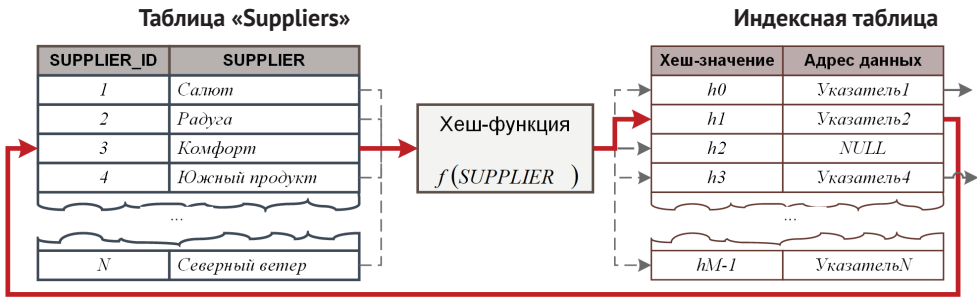 Таблица «Suppliers»
Индексная таблица
SUPPLIER_ID SUPPLIER
1 Салют
2 Радуга
3 Комфорт
4 Южный продукт
...
N Северный ветер
Хеш-функция
f(SUPPLIER )
Хеш-значение Адрес данных
h0 Указатель1
h1 Указатель2
h2 NULL
h3 Указатель4
...
hM-1 УказательN